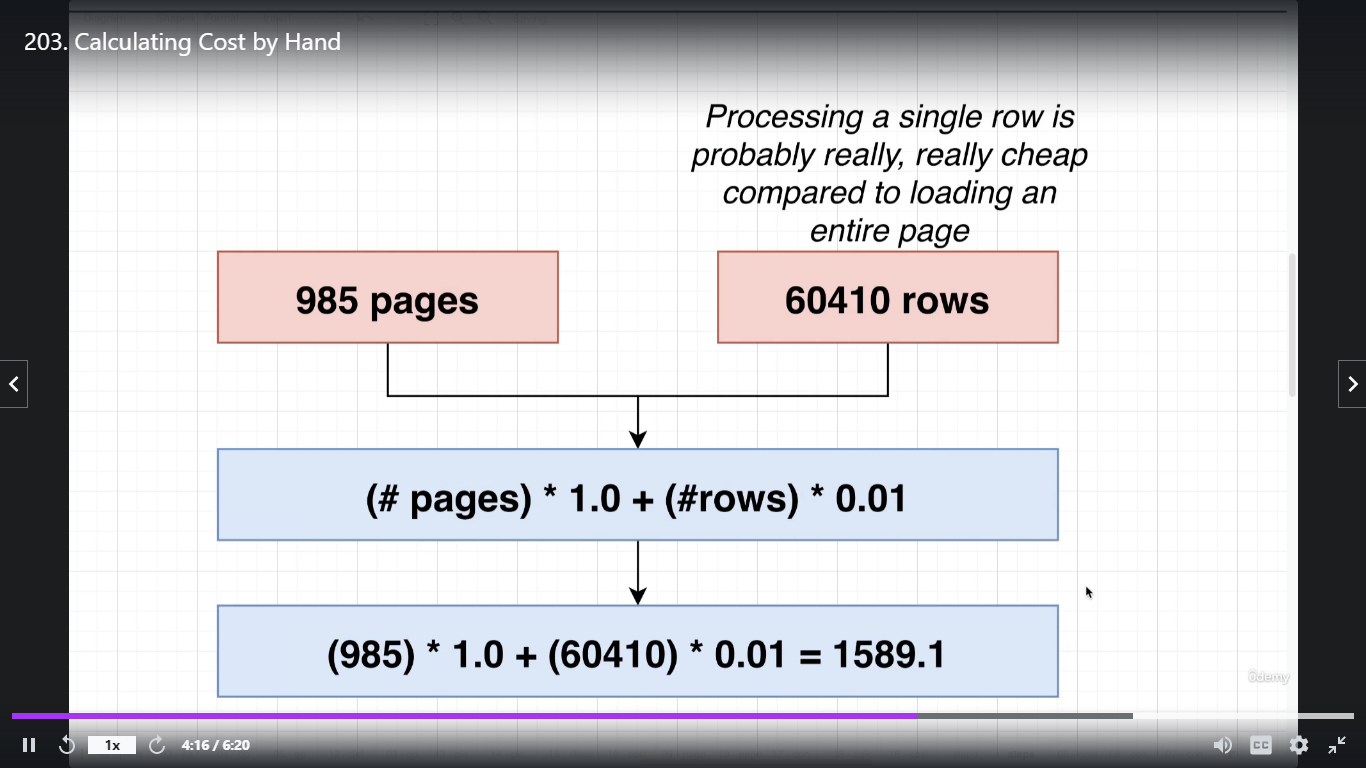 203. Calculating Cost by Hand
Processing a single row is
probably really, really cheap
compared to loading an
entire page
985 pages
60410 rows
(# pages) * 1.0 + (#rows) * 0.01
(985) * 1.0 + (60410) * 0.01 = 1589.1
ûdemy
1x
4:16 / 6:20
CC